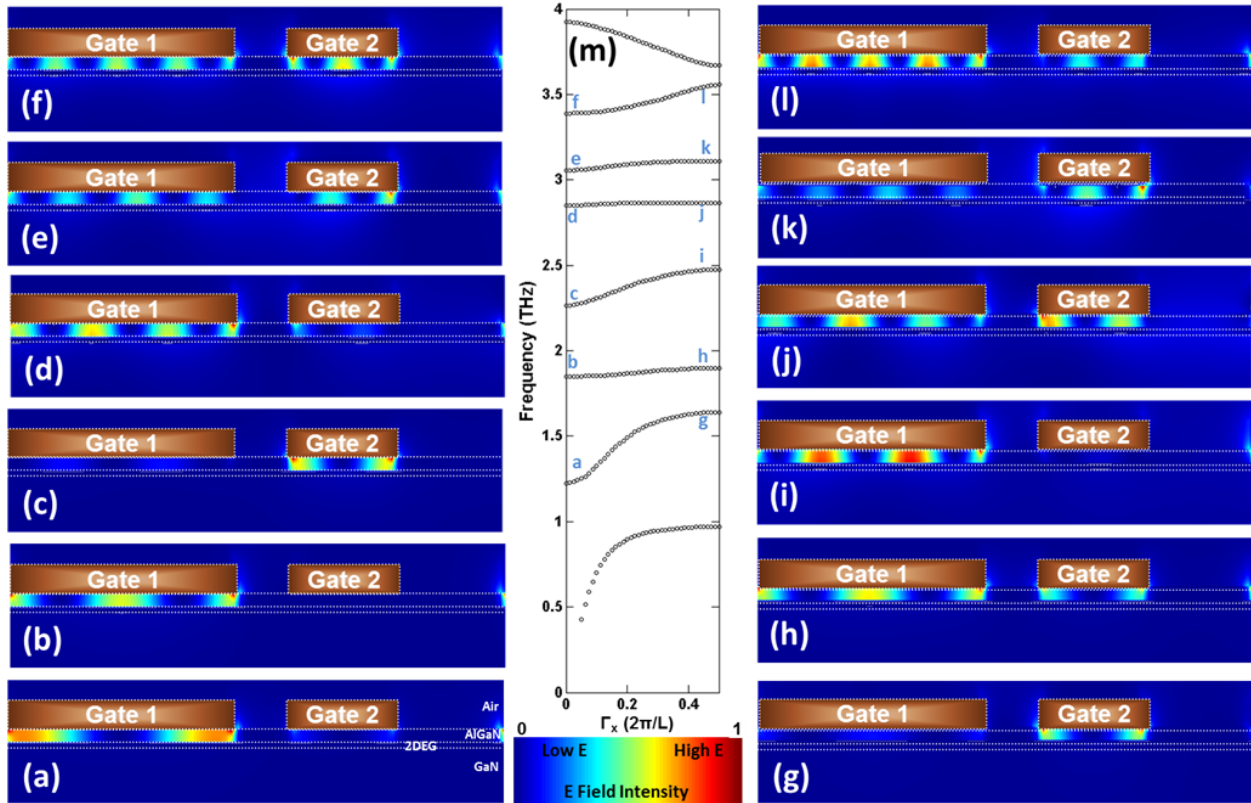 Gate 1 Gate 2
(f)
Gate 1 Gate 2
(e)
Gate 1 Gate 2
(d)
Gate 1 Gate 2
(c)
Gate 1 Gate 2
(b)
Gate 1 Gate 2
Air
AlGaN
2DEG
GaN
(a)
(m)
4
3.5
3
2.5
2
1.5
1
0.5
0
Frequency (THz)
f l
e k
d j
i
c
b h
g
a
0 0.2 0.4
Γx (2π/L)
0 1
Low E High E
E Field Intensity
Gate 1 Gate 2
(l)
Gate 1 Gate 2
(k)
Gate 1 Gate 2
(j)
Gate 1 Gate 2
(i)
Gate 1 Gate 2
(h)
Gate 1 Gate 2
(g)